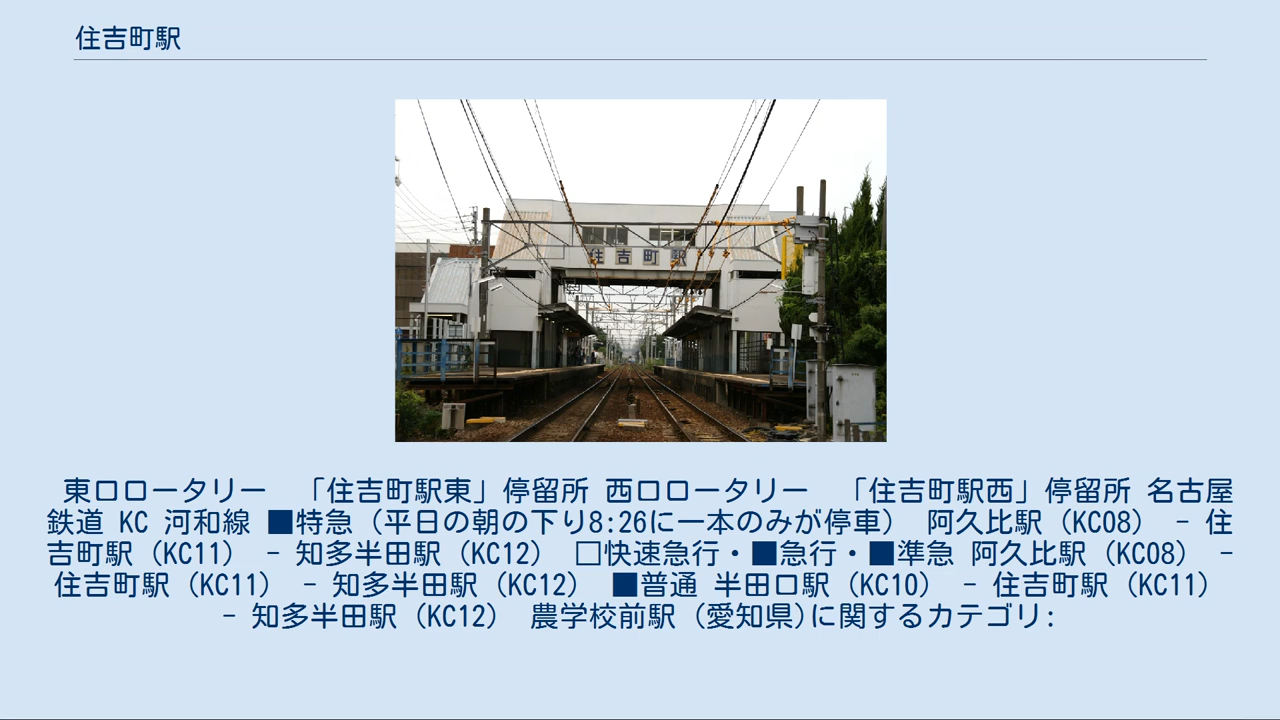 住吉町駅
住吉町駅
東口ロータリー 「住吉町駅東」停留所 西口ロータリー 「住吉町駅西」停留所 名古屋
鉄道 KC 河和線 ■特急（平日の朝の下り8:26に一本のみが停車） 阿久比駅（KC08） - 住
吉町駅（KC11） - 知多半田駅（KC12） □快速急行・■急行・■準急 阿久比駅（KC08） -
住吉町駅（KC11） - 知多半田駅（KC12） ■普通 半田口駅（KC10） - 住吉町駅（KC11）
- 知多半田駅（KC12） 農学校前駅 (愛知県)に関するカテゴリ: